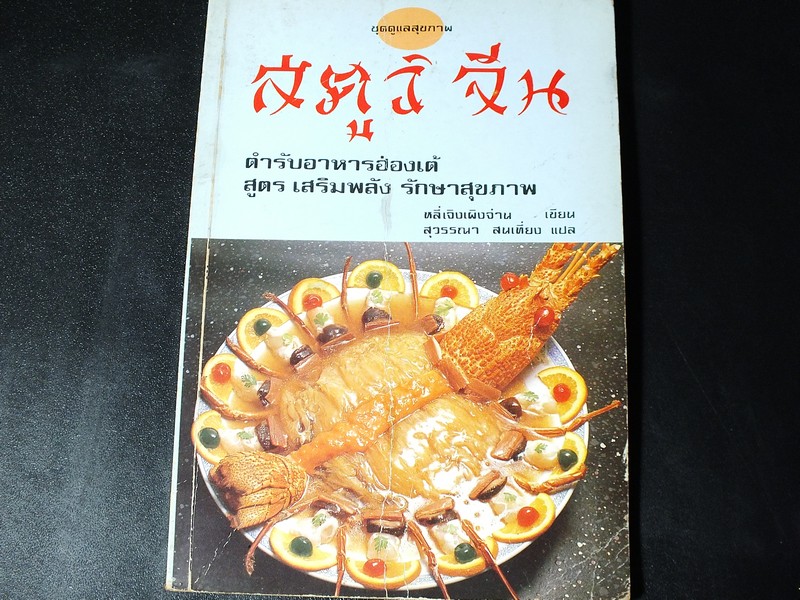 ชุดดูแลสุขภาพ
สตูว์ จีน
ตำรับอาหารฮ่องเต้
สูตร เสริมพลัง รักษาสุขภาพ
หลี่เจิงเผิงจ่าน เขียน
สุวรรณา สนเที่ยง แปล